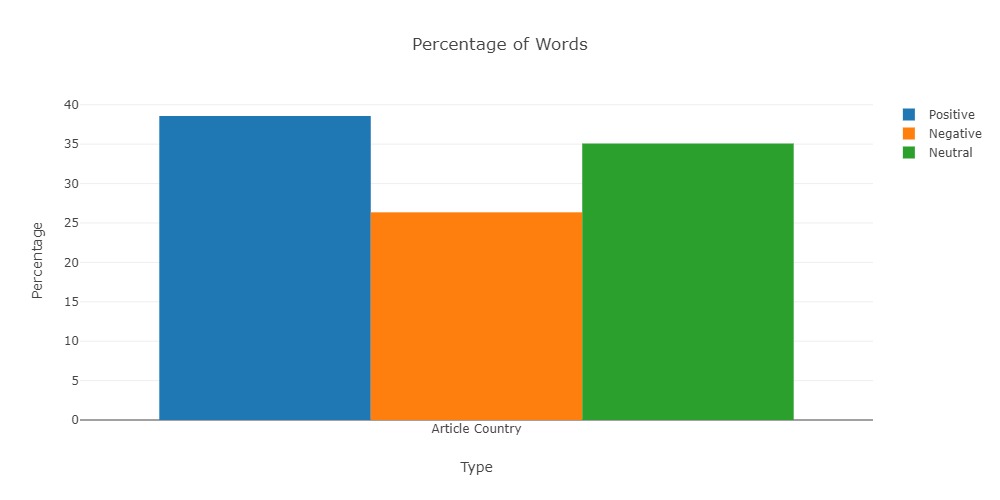 Percentage of Words
Percentage
40
35
30
25
20
15
10
5
0
Article Country
Type
Positive
Negative
Neutral